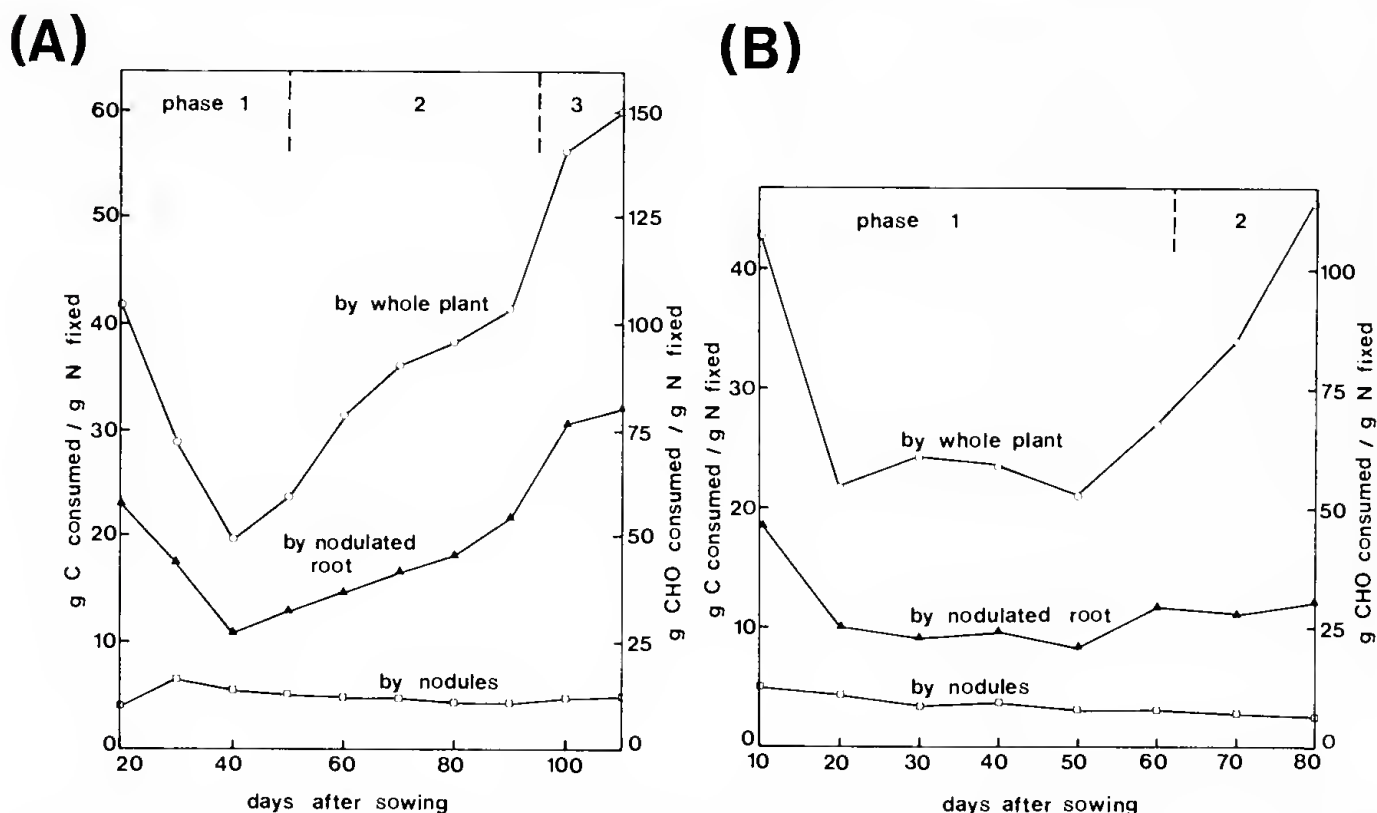 (A)
phase 1
2
3
60
50
40
30
20
10
0
g C consumed / g N fixed
by whole plant
by nodulated
root
by nodules
150
125
100
75
50
25
0
g CHO consumed / g N fixed
20
40
60
80
100
days after sowing
(B)
phase 1
2
40
30
20
10
0
g C consumed / g N fixed
by whole plant
by nodulated root
by nodules
100
75
50
25
0
g CHO consumed / g N fixed
10
20
30
40
50
60
70
80
days after sowing